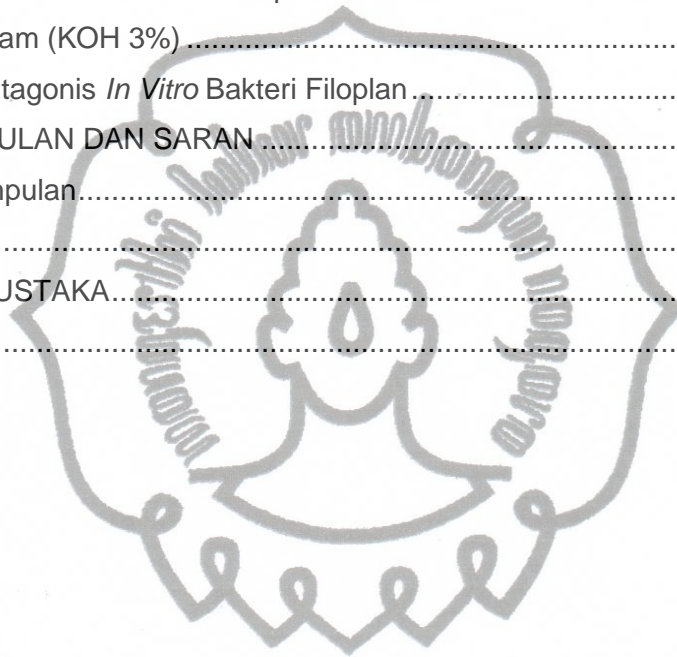 am (KOH 3%)
tagonis In Vitro Bakteri Filoplan
ULAN DAN SARAN
npulan
USTAKA